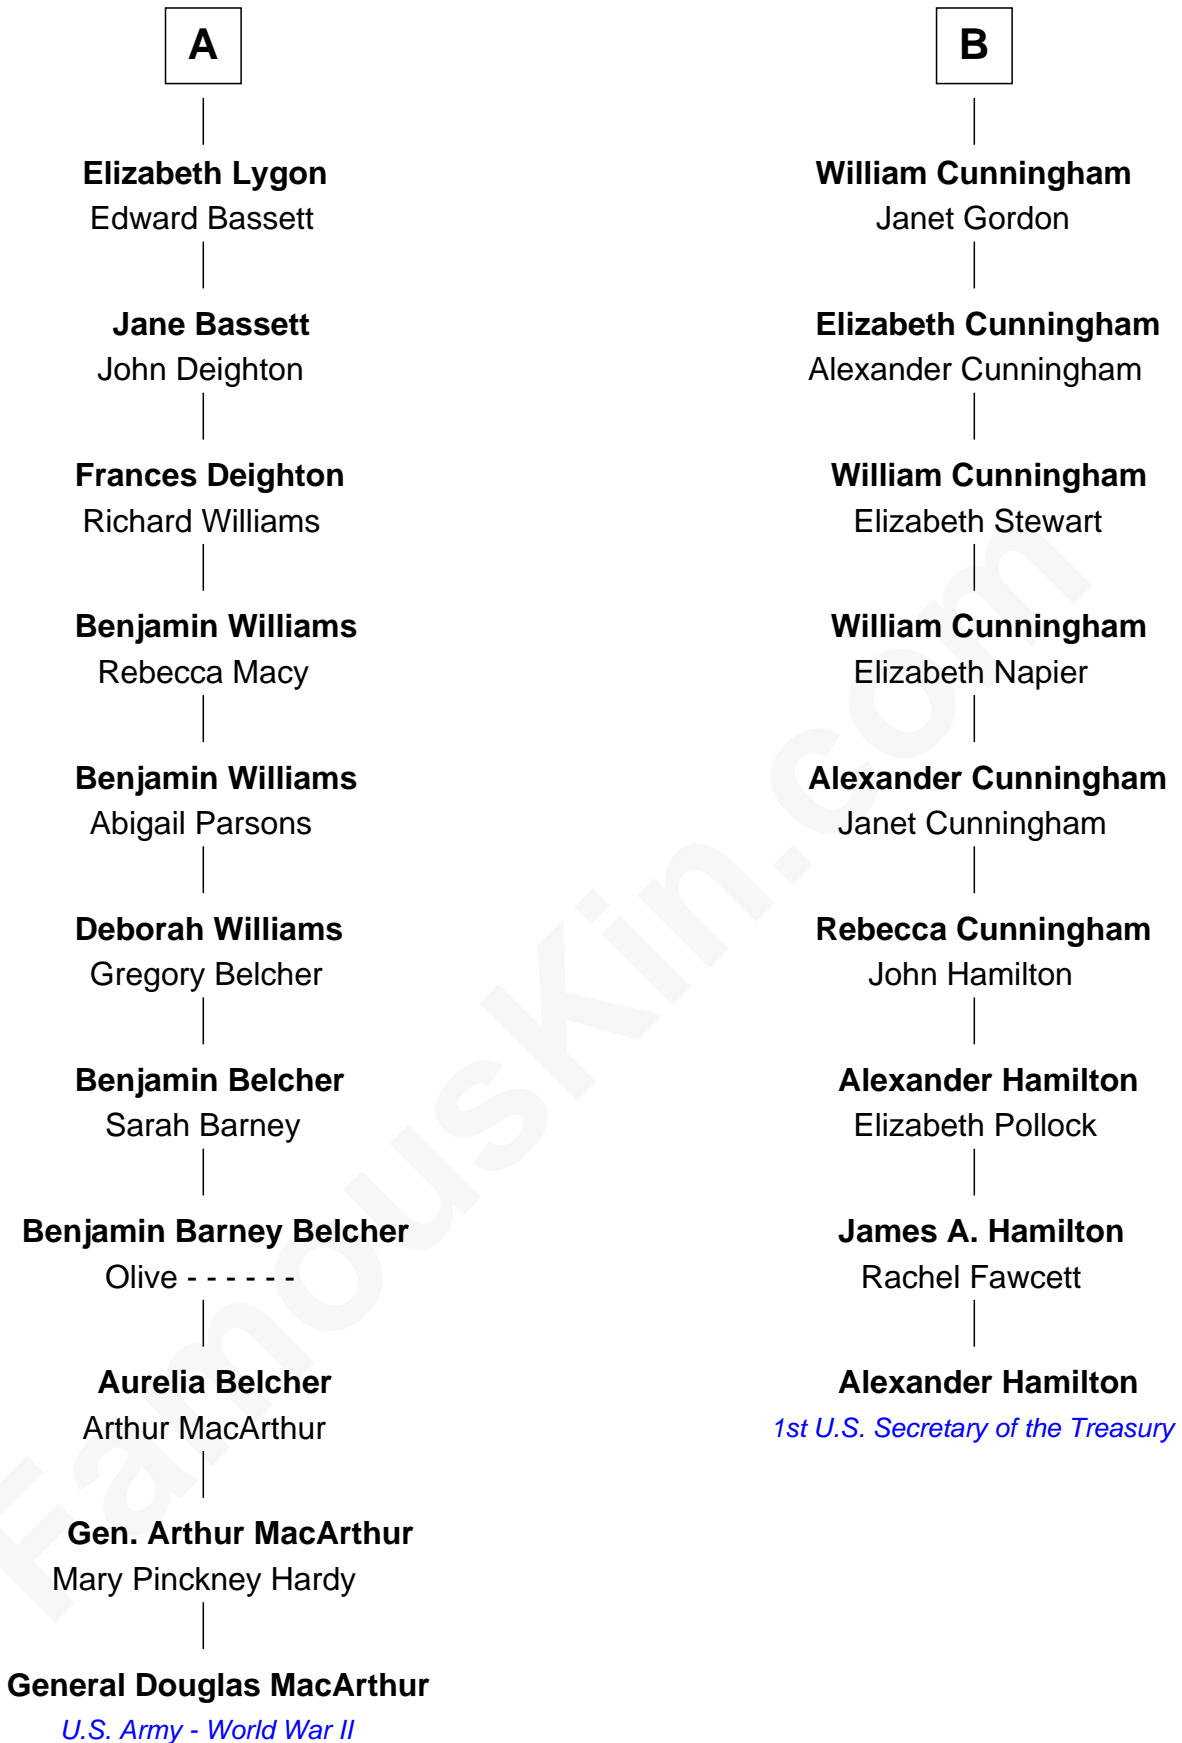 A
Elizabeth Lygon
Edward Bassett
Jane Bassett
John Deighton
Frances Deighton
Richard Williams
Benjamin Williams
Rebecca Macy
Benjamin Williams
Abigail Parsons
Deborah Williams
Gregory Belcher
Benjamin Belcher
Sarah Barney
Benjamin Barney Belcher
Olive - - - - - -
Aurelia Belcher
Arthur MacArthur
Gen. Arthur MacArthur
Mary Pinckney Hardy
General Douglas MacArthur
U.S. Army - World War II
B
William Cunningham
Janet Gordon
Elizabeth Cunningham
Alexander Cunningham
William Cunningham
Elizabeth Stewart
William Cunningham
Elizabeth Napier
Alexander Cunningham
Janet Cunningham
Rebecca Cunningham
John Hamilton
Alexander Hamilton
Elizabeth Pollock
James A. Hamilton
Rachel Fawcett
Alexander Hamilton
1st U.S. Secretary of the Treasury
FamousKin.com